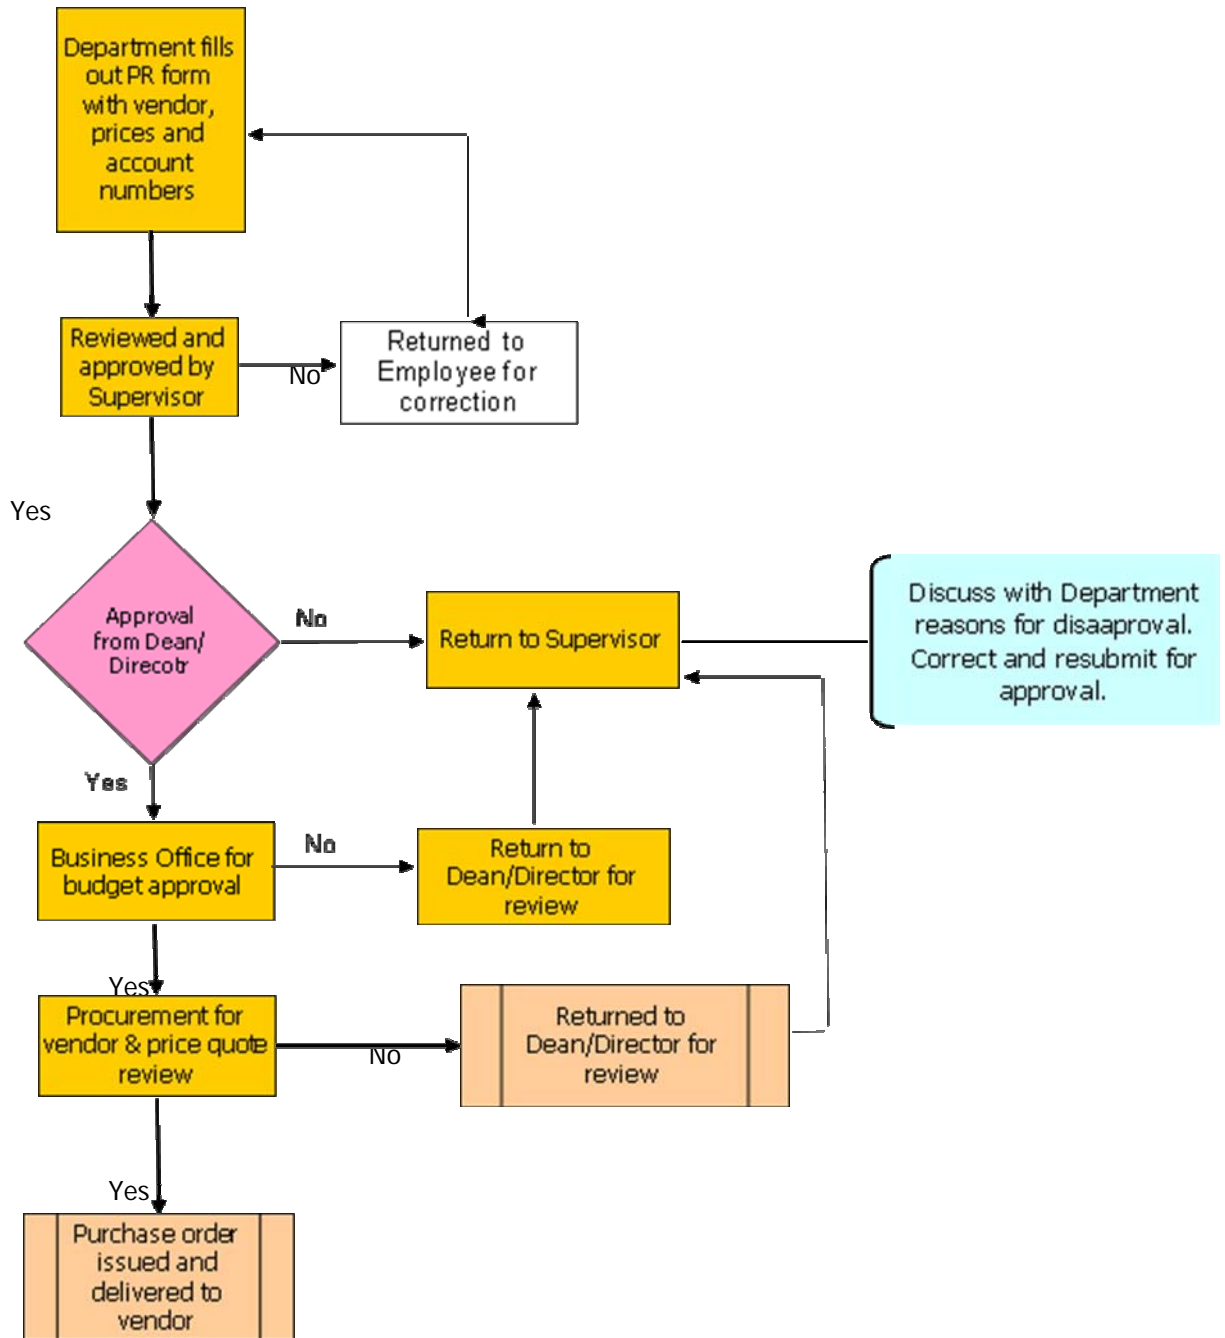 Department fills
out PR form
with vendor,
prices and
account
numbers
Reviewed and
approved by
Supervisor
No
Returned to
Employee for
correction
Yes
Approval
from Dean/
Direcotr
No
Return to Supervisor
Discuss with Department
reasons for disaaproval.
Correct and resubmit for
approval.
Yes
Business Office for
budget approval
No
Return to
Dean/Director for
review
Yes
Procurement for
vendor & price quote
review
No
Returned to
Dean/Director for
review
Yes
Purchase order
issued and
delivered to
vendor